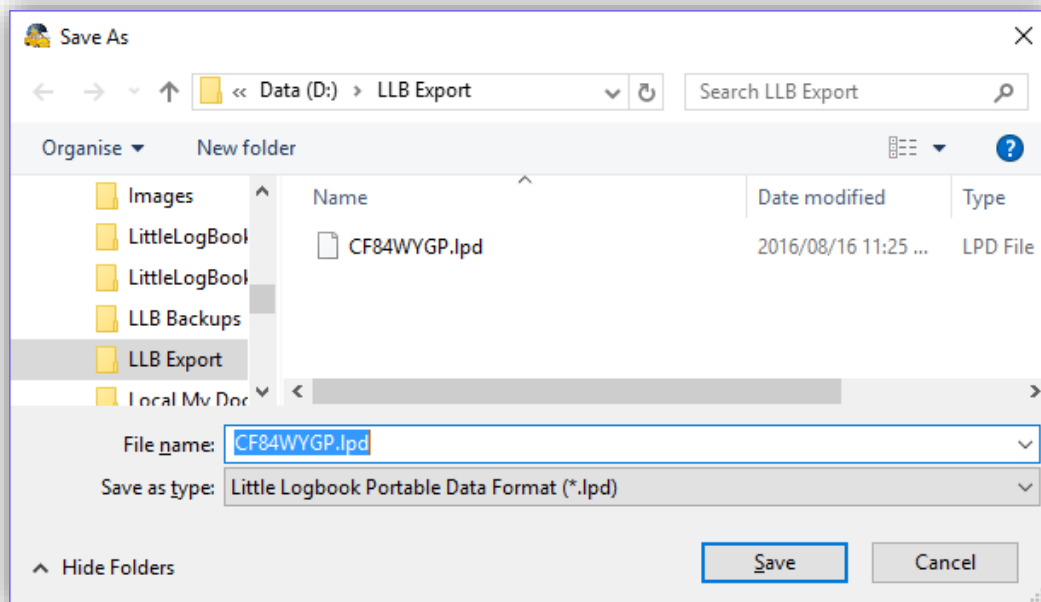 Save As
« Data (D:) › LLB Export
Search LLB Export
Organise
New folder
?
Images
Name
Date modified
Type
LittleLogBook
CF84WYGP.lpd
2016/08/16 11:25 ...
LPD File
LittleLogBook
LLB Backups
LLB Export
Local My Doc
File name: CF84WYGP.lpd
Save as type: Little Logbook Portable Data Format (*.lpd)
Hide Folders
Save
Cancel